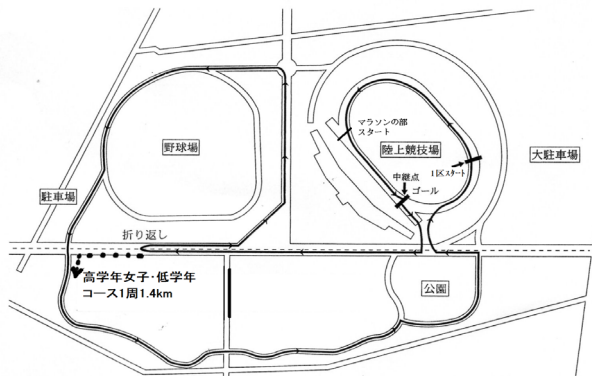 マラソンの部
スタート
野球場
陸上競技場
大駐車場
1区スタート
中継点
ゴール
駐車場
折り返し
高学年女子・低学年
コース1周1.4km
公園